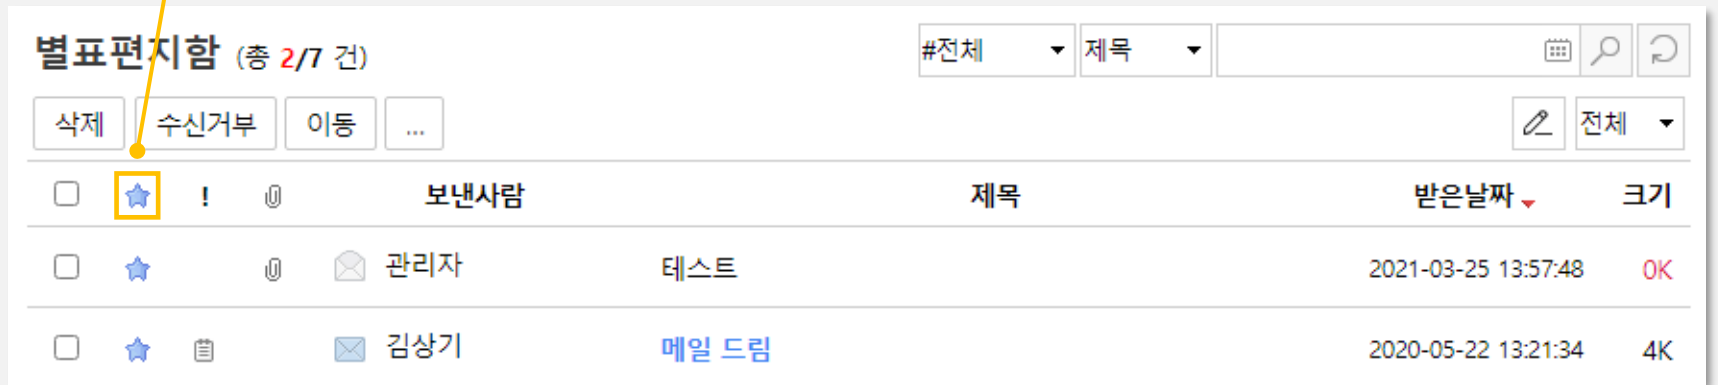 별표편지함 (총 2/7 건) #전체 제목
삭제 수신거부 이동 ... 전체
! 보낸사람 제목 받은날짜 크기
관리자 테스트 2021-03-25 13:57:48 0K
김상기 메일 드림 2020-05-22 13:21:34 4K